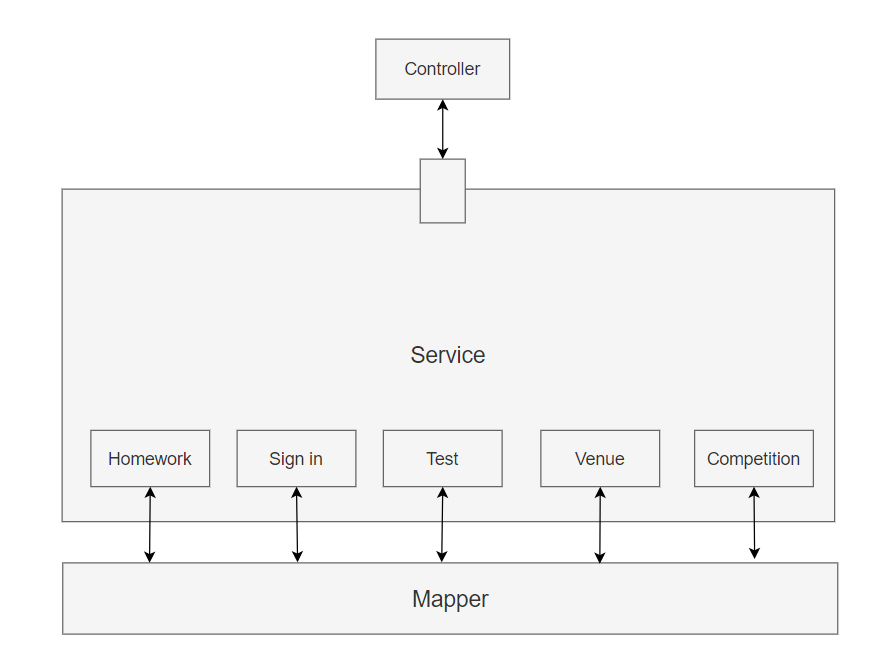 Controller
Service
Homework
Sign in
Test
Venue
Competition
Mapper